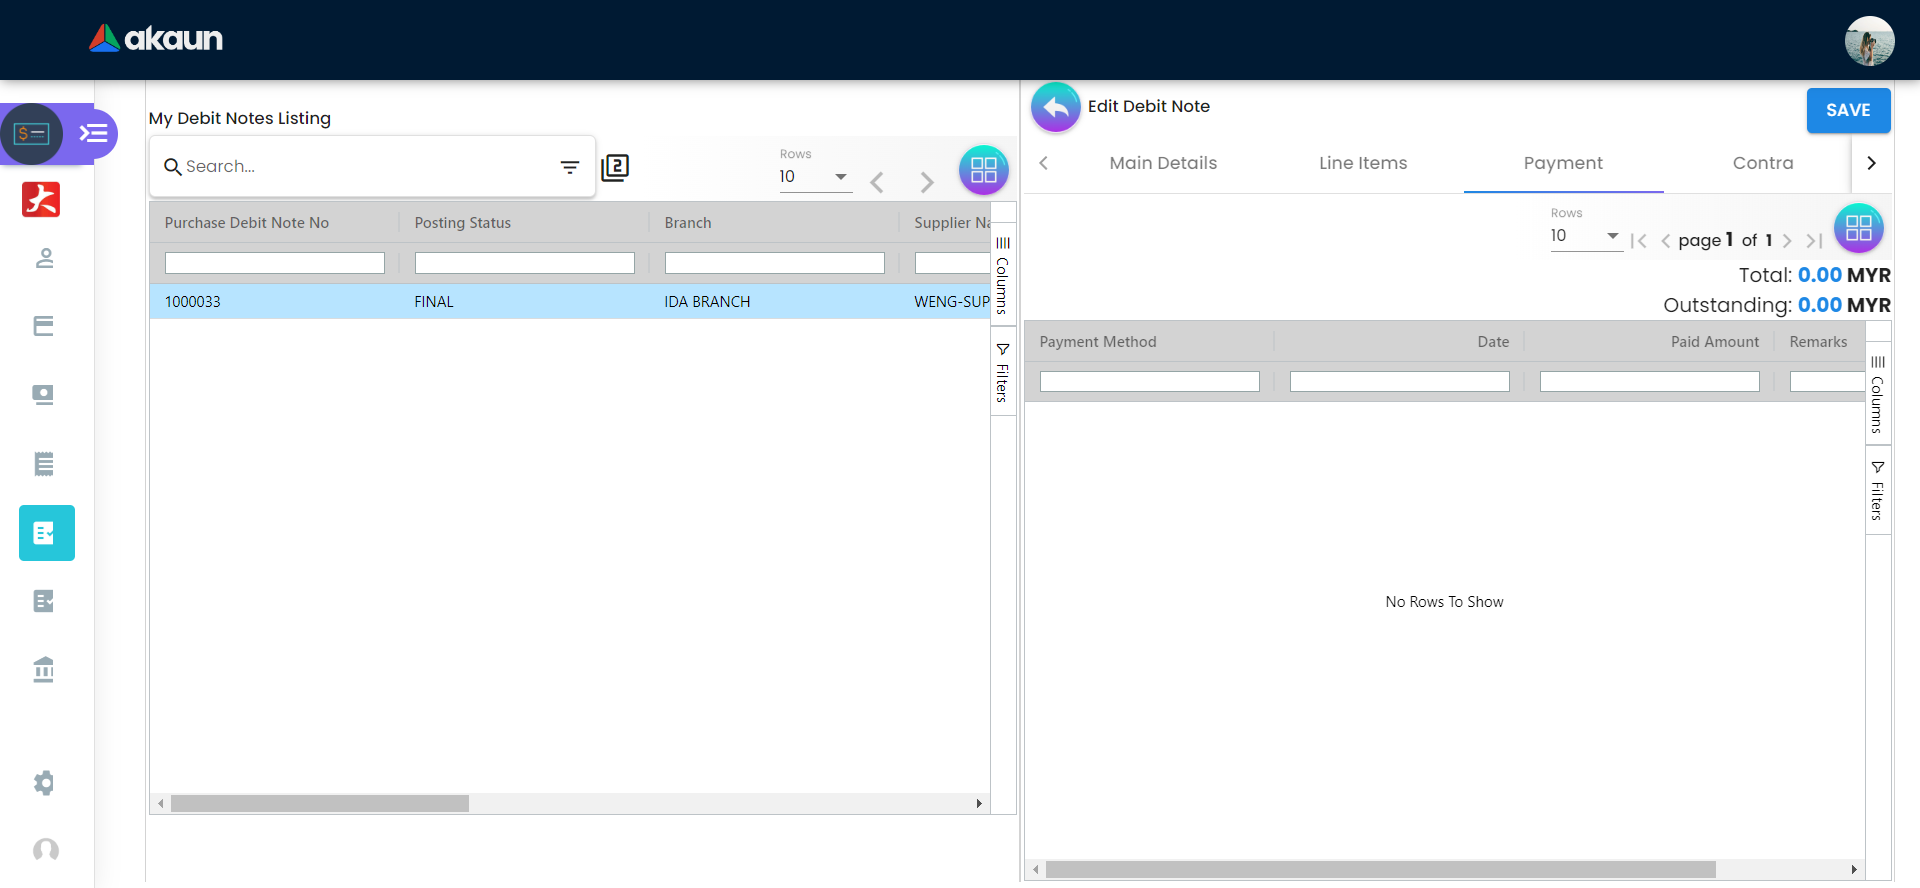 akaun
My Debit Notes Listing
Search...
2
Rows
10
Purchase Debit Note No
Posting Status
Branch
Supplier Na
1000033
FINAL
IDA BRANCH
WENG-SUP
Columns
Filters
Edit Debit Note
SAVE
Main Details
Line Items
Payment
Contra
Rows
10
page 1 of 1
Total: 0.00 MYR
Outstanding: 0.00 MYR
Payment Method
Date
Paid Amount
Remarks
No Rows To Show
Columns
Filters